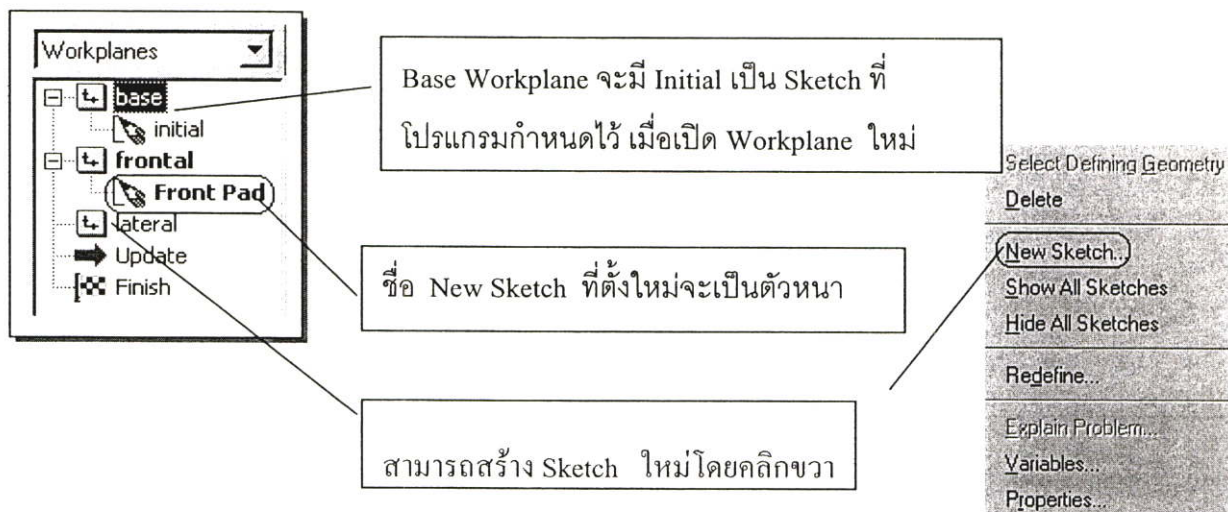 Workplanes
base
initial
frontal
Front Pad
lateral
Update
Finish
Base Workplane จะมี Initial เป็น Sketch ที่
โปรแกรมกำหนดไว้ เมื่อเปิด Workplane ใหม่
ชื่อ New Sketch ที่ตั้งใหม่จะเป็นตัวหนา
สามารถสร้าง Sketch ใหม่โดยคลิกขวา
Select Defining Geometry
Delete
New Sketch...
Show All Sketches
Hide All Sketches
Redefine...
Explain Problem...
Variables...
Properties...